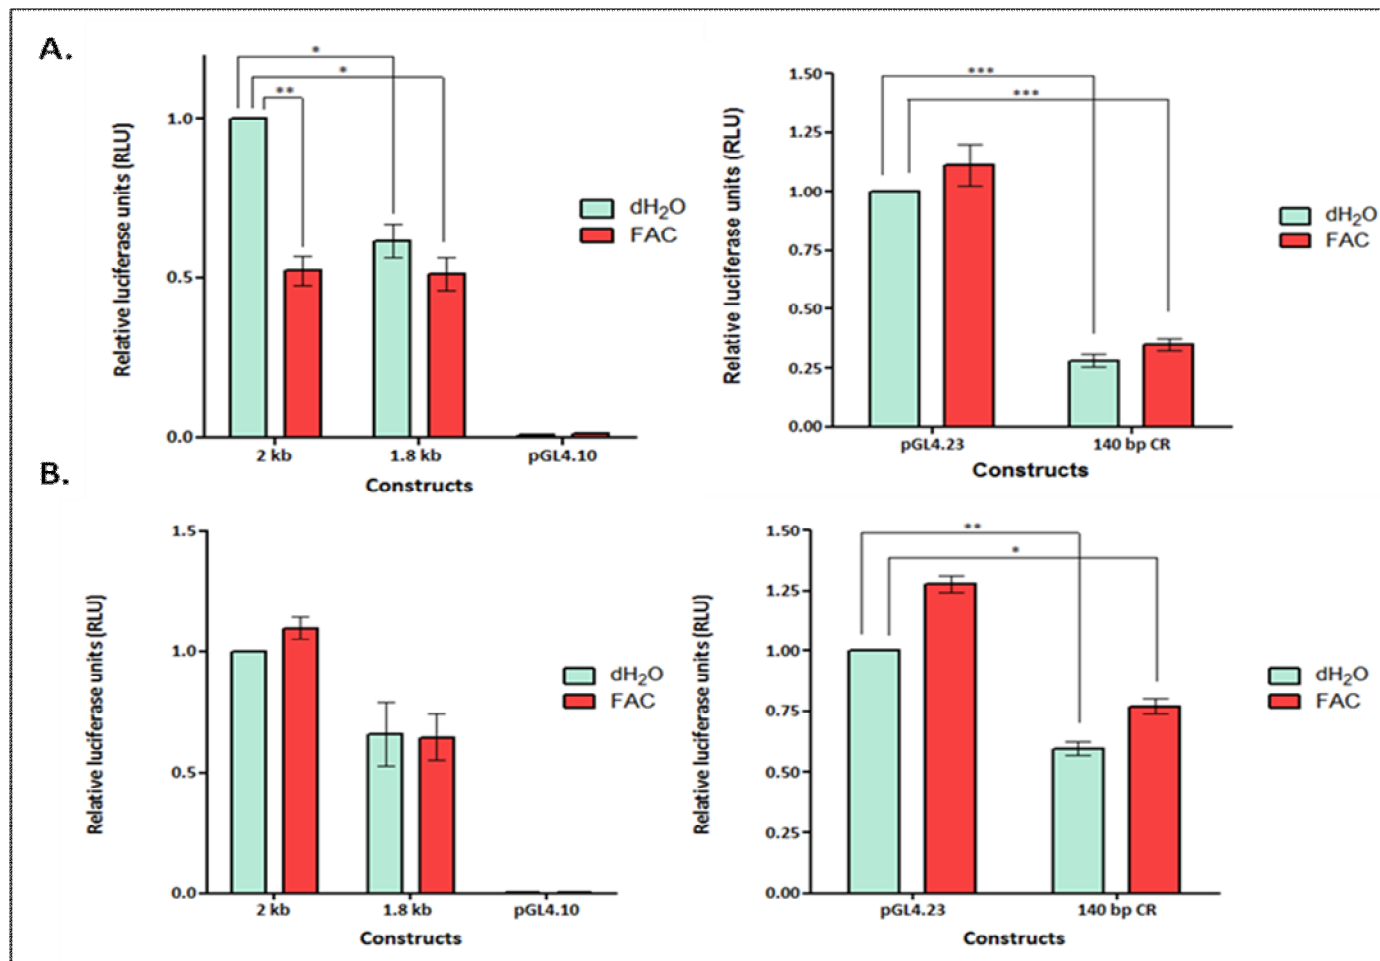 A.
Relative luciferase units (RLU)
1.0
0.5
0.0
*
*
**
2 kb
1.8 kb
pGL4.10
Constructs
dH2O
FAC
Relative luciferase units (RLU)
1.50
1.25
1.00
0.75
0.50
0.25
0.00
***
***
pGL4.23
140 bp CR
Constructs
dH2O
FAC
B.
Relative luciferase units (RLU)
1.5
1.0
0.5
0.0
2 kb
1.8 kb
pGL4.10
Constructs
dH2O
FAC
Relative luciferase units (RLU)
1.50
1.25
1.00
0.75
0.50
0.25
0.00
**
*
pGL4.23
140 bp CR
Constructs
dH2O
FAC